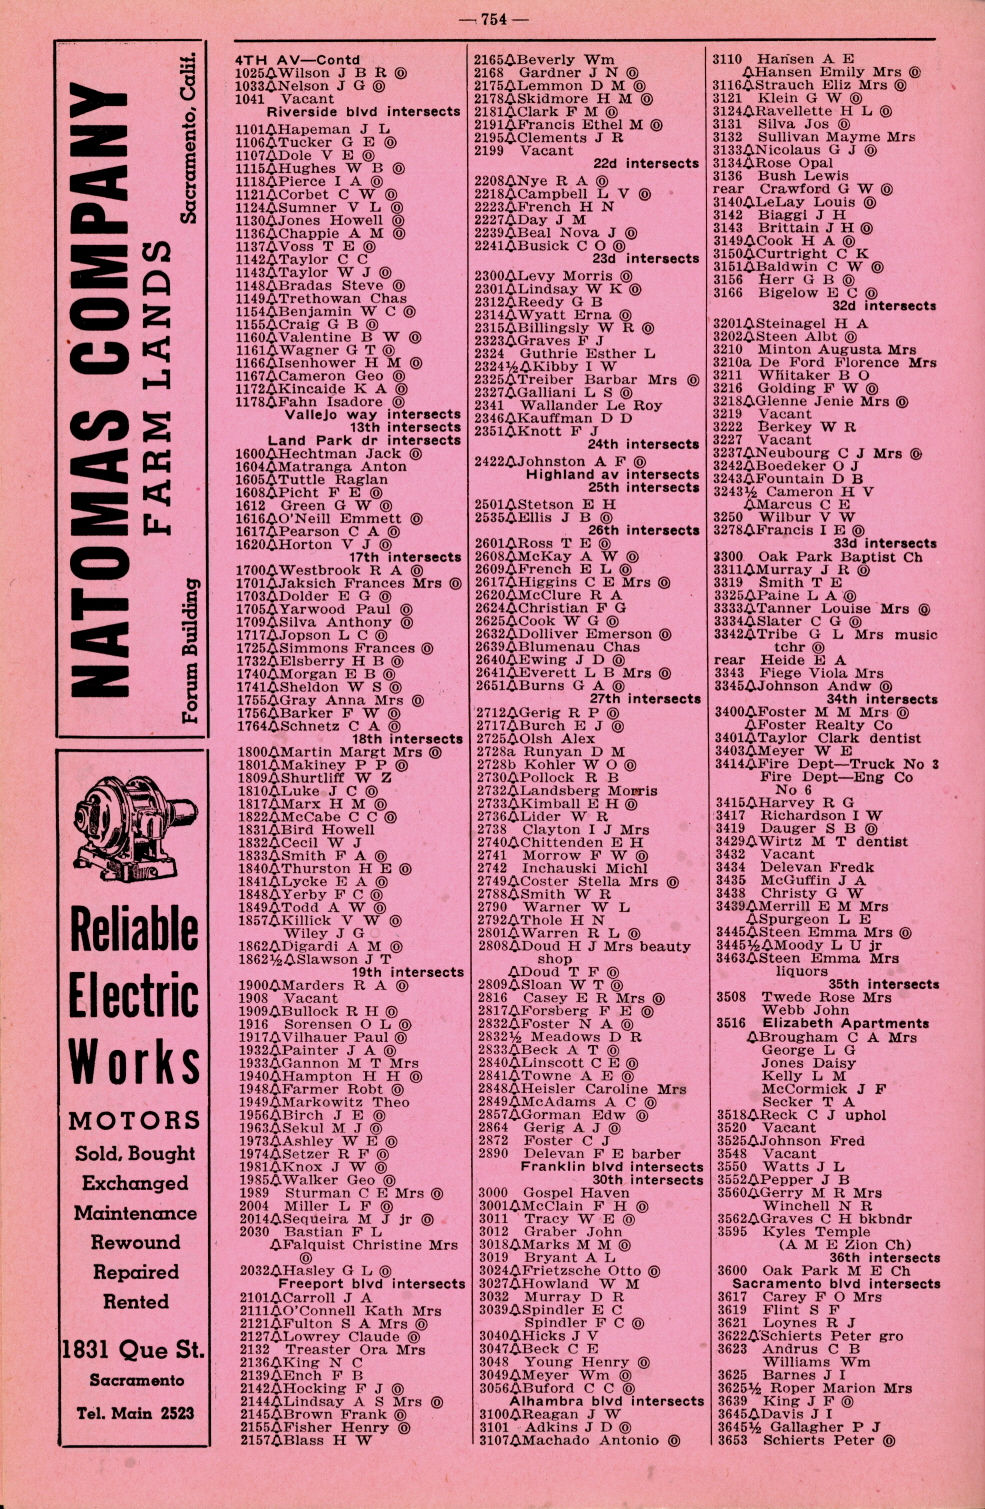 — 754 —
NATOMAS COMPANY
FARM LANDS
Forum Building
Sacramento, Calif.
Reliable
Electric
Works
MOTORS
Sold, Bought
Exchanged
Maintenance
Rewound
Repaired
Rented
1831 Que St.
Sacramento
Tel. Main 2523
4TH AV—Contd
1025△Wilson J B R ⓞ
1033△Nelson J G ⓞ
1041 Vacant
Riverside blvd intersects
1101△Hapeman J L
1106△Tucker G E ⓞ
1107△Dole V E ⓞ
1115△Hughes W B ⓞ
1118△Pierce I A ⓞ
1121△Corbet C W ⓞ
1124△Sumner V L ⓞ
1130△Jones Howell ⓞ
1136△Chappie A M ⓞ
1137△Voss T E ⓞ
1142△Taylor C C
1143△Taylor W J ⓞ
1148△Bradas Steve ⓞ
1149△Trethowan Chas
1154△Benjamin W C ⓞ
1155△Craig G B ⓞ
1160△Valentine B W ⓞ
1161△Wagner G T ⓞ
1166△Isenhower H M ⓞ
1167△Cameron Geo ⓞ
1172△Kincaide K A ⓞ
1178△Fahn Isadore ⓞ
Vallejo way intersects
13th intersects
Land Park dr intersects
1600△Hechtman Jack ⓞ
1604△Matranga Anton
1605△Tuttle Raglan
1608△Picht F E ⓞ
1612 Green G W ⓞ
1616△O'Neill Emmett ⓞ
1617△Pearson C A ⓞ
1620△Horton V J ⓞ
17th intersects
1700△Westbrook R A ⓞ
1701△Jaksich Frances Mrs ⓞ
1703△Dolder E G ⓞ
1705△Yarwood Paul ⓞ
1709△Silva Anthony ⓞ
1717△Jopson L C ⓞ
1725△Simmons Frances ⓞ
1732△Elsberry H B ⓞ
1740△Morgan E B ⓞ
1741△Sheldon W S ⓞ
1755△Gray Anna Mrs ⓞ
1756△Barker F W ⓞ
1764△Schnetz C A ⓞ
18th intersects
1800△Martin Margt Mrs ⓞ
1801△Makiney P P ⓞ
1809△Shurtliff W Z
1810△Luke J C ⓞ
1817△Marx H M ⓞ
1822△McCabe C C ⓞ
1831△Bird Howell
1832△Cecil W J
1833△Smith F A ⓞ
1840△Thurston H E ⓞ
1841△Lycke E A ⓞ
1848△Yerby F C ⓞ
1849△Todd A W ⓞ
1857△Killick V W ⓞ
Wiley J G
1862△Digardi A M ⓞ
1862½△Slawson J T
19th intersects
1900△Marders R A ⓞ
1908 Vacant
1909△Bullock R H ⓞ
1916 Sorensen O L ⓞ
1917△Vilhauer Paul ⓞ
1932△Painter J A ⓞ
1933△Gannon M T Mrs
1940△Hampton H H ⓞ
1948△Farmer Robt ⓞ
1949△Markowitz Theo
1956△Birch J E ⓞ
1963△Sekul M J ⓞ
1973△Ashley W E ⓞ
1974△Setzer R F ⓞ
1981△Knox J W ⓞ
1985△Walker Geo ⓞ
1989 Sturman C E Mrs ⓞ
2004 Miller L F ⓞ
2014△Sequeira M J jr ⓞ
2030 Bastian F L
△Falquist Christine Mrs
ⓞ
2032△Hasley G L ⓞ
Freeport blvd intersects
2101△Carroll J A
2111△O'Connell Kath Mrs
2121△Fulton S A Mrs ⓞ
2127△Lowrey Claude ⓞ
2132 Treaster Ora Mrs
2136△King N C
2139△Ench F B
2142△Hocking F J ⓞ
2144△Lindsay A S Mrs ⓞ
2145△Brown Frank ⓞ
2155△Fisher Henry ⓞ
2157△Blass H W
2165△Beverly Wm
2168 Gardner J N ⓞ
2175△Lemmon D M ⓞ
2178△Skidmore H M ⓞ
2181△Clark F M ⓞ
2191△Francis Ethel M ⓞ
2195△Clements J R
2199 Vacant
22d intersects
2208△Nye R A ⓞ
2218△Campbell L V ⓞ
2223△French H N
2227△Day J M
2239△Beal Nova J ⓞ
2241△Busick C O ⓞ
23d intersects
2300△Levy Morris ⓞ
2301△Lindsay W K ⓞ
2312△Reedy G B
2314△Wyatt Erna ⓞ
2315△Billingsly W R ⓞ
2323△Graves F J
2324 Guthrie Esther L
2324½△Kibby I W
2325△Treiber Barbar Mrs ⓞ
2327△Galliani L S ⓞ
2341 Wallander Le Roy
2346△Kauffman D D
2351△Knott F J
24th intersects
2422△Johnston A F ⓞ
Highland av intersects
25th intersects
2501△Stetson E H
2535△Ellis J B ⓞ
26th intersects
2601△Ross T E ⓞ
2608△McKay A W ⓞ
2609△French E L ⓞ
2617△Higgins C E Mrs ⓞ
2620△McClure R A
2624△Christian F G
2625△Cook W G ⓞ
2632△Dolliver Emerson ⓞ
2639△Blumenau Chas
2640△Ewing J D ⓞ
2641△Everett L B Mrs ⓞ
2651△Burns G A ⓞ
27th intersects
2712△Gerig R P ⓞ
2717△Burch E J ⓞ
2725△Olsh Alex
2728a Runyan D M
2728b Kohler W O ⓞ
2730△Pollock R B
2732△Landsberg Morris
2733△Kimball E H ⓞ
2736△Lider W R
2738 Clayton I J Mrs
2740△Chittenden E H
2741 Morrow F W ⓞ
2742 Inchauski Michl
2749△Coster Stella Mrs ⓞ
2788△Smith W R
2790 Warner W L
2792△Thole H N
2801△Warren R L ⓞ
2808△Doud H J Mrs beauty
shop
△Doud T F ⓞ
2809△Sloan W T ⓞ
2816 Casey E R Mrs ⓞ
2817△Forsberg F E ⓞ
2832△Foster N A ⓞ
2832½ Meadows D R
2833△Beck A T ⓞ
2840△Linscott C E ⓞ
2841△Towne A E ⓞ
2848△Heisler Caroline Mrs
2849△McAdams A C ⓞ
2857△Gorman Edw ⓞ
2864 Gerig A J ⓞ
2872 Foster C J
2890 Delevan F E barber
Franklin blvd intersects
30th intersects
3000 Gospel Haven
3001△McClain F H ⓞ
3011 Tracy W E ⓞ
3012 Graber John
3018△Marks M M ⓞ
3019 Bryant A L
3024△Frietzsche Otto ⓞ
3027△Howland W M
3032 Murray D R
3039△Spindler E C
Spindler F C ⓞ
3040△Hicks J V
3047△Beck C E
3048 Young Henry ⓞ
3049△Meyer Wm ⓞ
3056△Buford C C ⓞ
Alhambra blvd intersects
3100△Reagan J W
3101 Adkins J D ⓞ
3107△Machado Antonio ⓞ
3110 Hansen A E
△Hansen Emily Mrs ⓞ
3116△Strauch Eliz Mrs ⓞ
3121 Klein G W ⓞ
3124△Ravellette H L ⓞ
3131 Silva Jos ⓞ
3132 Sullivan Mayme Mrs
3133△Nicolaus G J ⓞ
3134△Rose Opal
3136 Bush Lewis
rear Crawford G W ⓞ
3140△LeLay Louis ⓞ
3142 Biaggi J H
3143 Brittain J H ⓞ
3149△Cook H A ⓞ
3150△Curtright C K
3151△Baldwin C W ⓞ
3156 Herr G B ⓞ
3166 Bigelow E C ⓞ
32d intersects
3201△Steinagel H A
3202△Steen Albt ⓞ
3210 Minton Augusta Mrs
3210a De Ford Florence Mrs
3211 Whitaker B O
3216 Golding F W ⓞ
3218△Glenne Jenie Mrs ⓞ
3219 Vacant
3222 Berkey W R
3227 Vacant
3237△Neubourg C J Mrs ⓞ
3242△Boedeker O J
3243△Fountain D B
3243½ Cameron H V
△Marcus C E
3250 Wilbur V W
3278△Francis I E ⓞ
33d intersects
3300 Oak Park Baptist Ch
3311△Murray J R ⓞ
3319 Smith T E
3325△Paine L A ⓞ
3333△Tanner Louise Mrs ⓞ
3334△Slater C G ⓞ
3342△Tribe G L Mrs music
tchr ⓞ
rear Heide E A
3343 Fiege Viola Mrs
3345△Johnson Andw ⓞ
34th intersects
3400△Foster M M Mrs ⓞ
△Foster Realty Co
3401△Taylor Clark dentist
3403△Meyer W E
3414△Fire Dept—Truck No 3
Fire Dept—Eng Co
No 6
3415△Harvey R G
3417 Richardson I W
3419 Dauger S B ⓞ
3429△Wirtz M T dentist
3432 Vacant
3434 Delevan Fredk
3435 McGuffin J A
3438 Christy G W
3439△Merrill E M Mrs
△Spurgeon L E
3445△Steen Emma Mrs ⓞ
3445½△Moody L U jr
3463△Steen Emma Mrs
liquors
35th intersects
3508 Twede Rose Mrs
Webb John
3516 Elizabeth Apartments
△Brougham C A Mrs
George L G
Jones Daisy
Kelly L M
McCormick J F
Secker T A
3518△Reck C J uphol
3520 Vacant
3525△Johnson Fred
3548 Vacant
3550 Watts J L
3552△Pepper J B
3560△Gerry M R Mrs
Winchell N R
3562△Graves C H bkbndr
3595 Kyles Temple
(A M E Zion Ch)
36th intersects
3600 Oak Park M E Ch
Sacramento blvd intersects
3617 Carey F O Mrs
3619 Flint S F
3621 Loynes R J
3622△Schierts Peter gro
3623 Andrus C B
Williams Wm
3625 Barnes J I
3625½ Roper Marion Mrs
3639 King J F ⓞ
3645△Davis J I
3645½ Gallagher P J
3653 Schierts Peter ⓞ